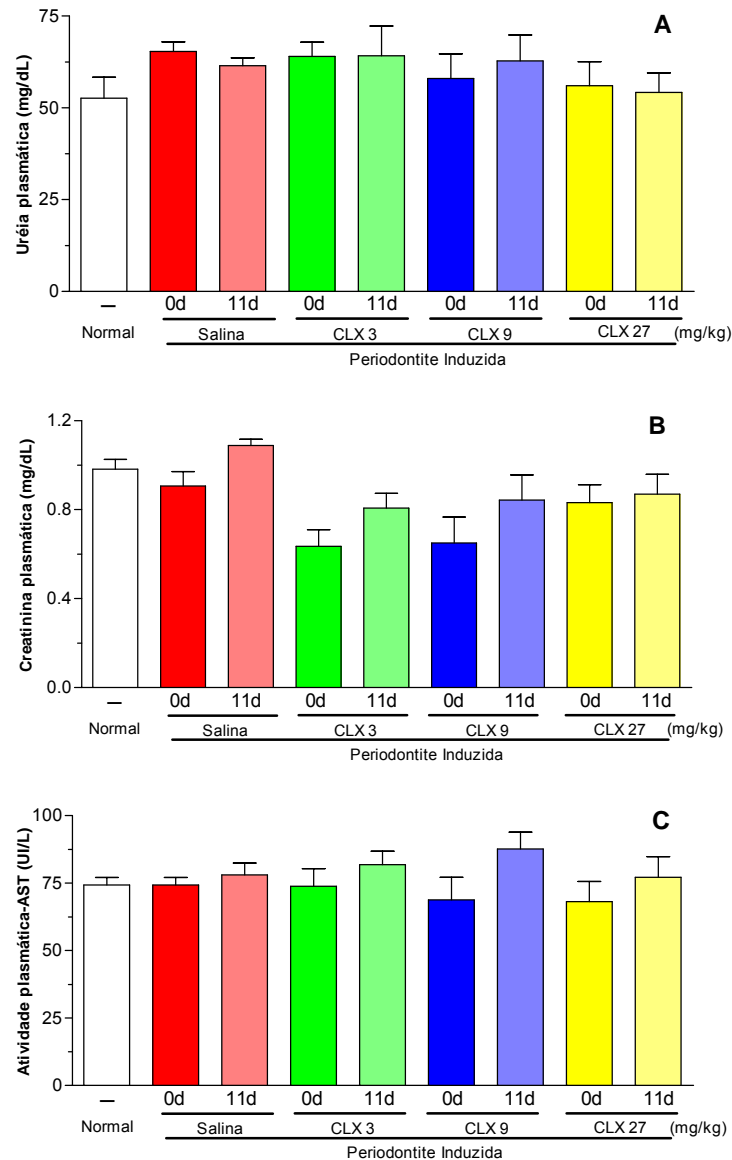 A
Uréia plasmática (mg/dL)
75
50
25
0
– 0d 11d 0d 11d 0d 11d 0d 11d
Normal Salina CLX 3 CLX 9 CLX 27 (mg/kg)
Periodontite Induzida
B
Creatinina plasmática (mg/dL)
1.2
0.8
0.4
0.0
– 0d 11d 0d 11d 0d 11d 0d 11d
Normal Salina CLX 3 CLX 9 CLX 27 (mg/kg)
Periodontite Induzida
C
Atividade plasmática-AST (UI/L)
100
75
50
25
0
– 0d 11d 0d 11d 0d 11d 0d 11d
Normal Salina CLX 3 CLX 9 CLX 27 (mg/kg)
Periodontite Induzida